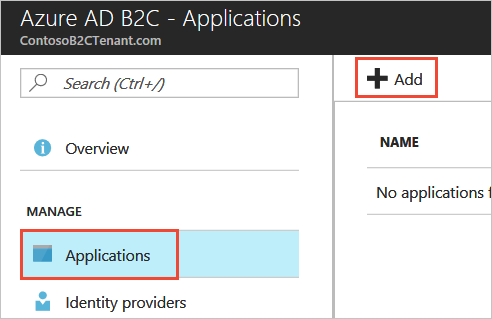 Azure AD B2C - Applications
ContosoB2CTenant.com
Search (Ctrl+/)
Add
Overview
NAME
No applications
MANAGE
Applications
Identity providers